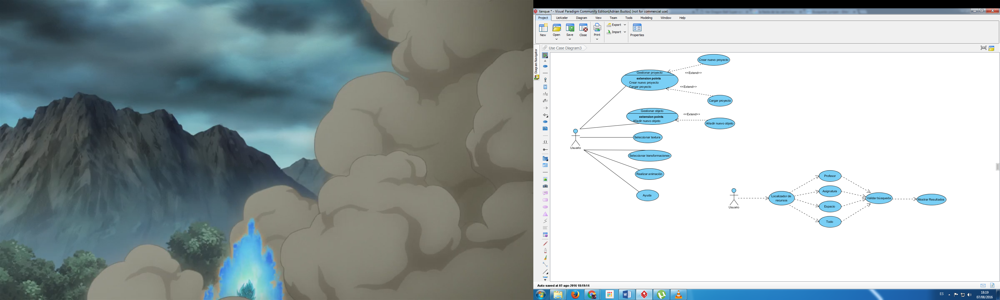 tanque * - Visual Paradigm Community Edition[Adrian Bustos] (not for commercial use)
Project UeXceler Diagram View Team Tools Modeling Window Help
New Open Save Close Print Export Import Properties
Diagram Navigator
Use Case Diagram3
Crear nuevo proyecto
<<Extend>>
Gestionar proyecto
extension points
Crear nuevo proyecto
Cargar proyecto
<<Extend>>
Cargar proyecto
Gestionar objeto
extension points
Añadir nuevo objeto
<<Extend>>
Añadir nuevo objeto
Usuario
Seleccionar textura
Seleccionar transformaciones
Realizar animación
Ayuda
Usuario
Localizador de
recursos
Profesor
Asignatura
Espacio
Todo
Validar búsqueda
Mostrar Resultados
Auto saved at 07-ago-2016 18:19:14
ES
18:19
07/08/2016